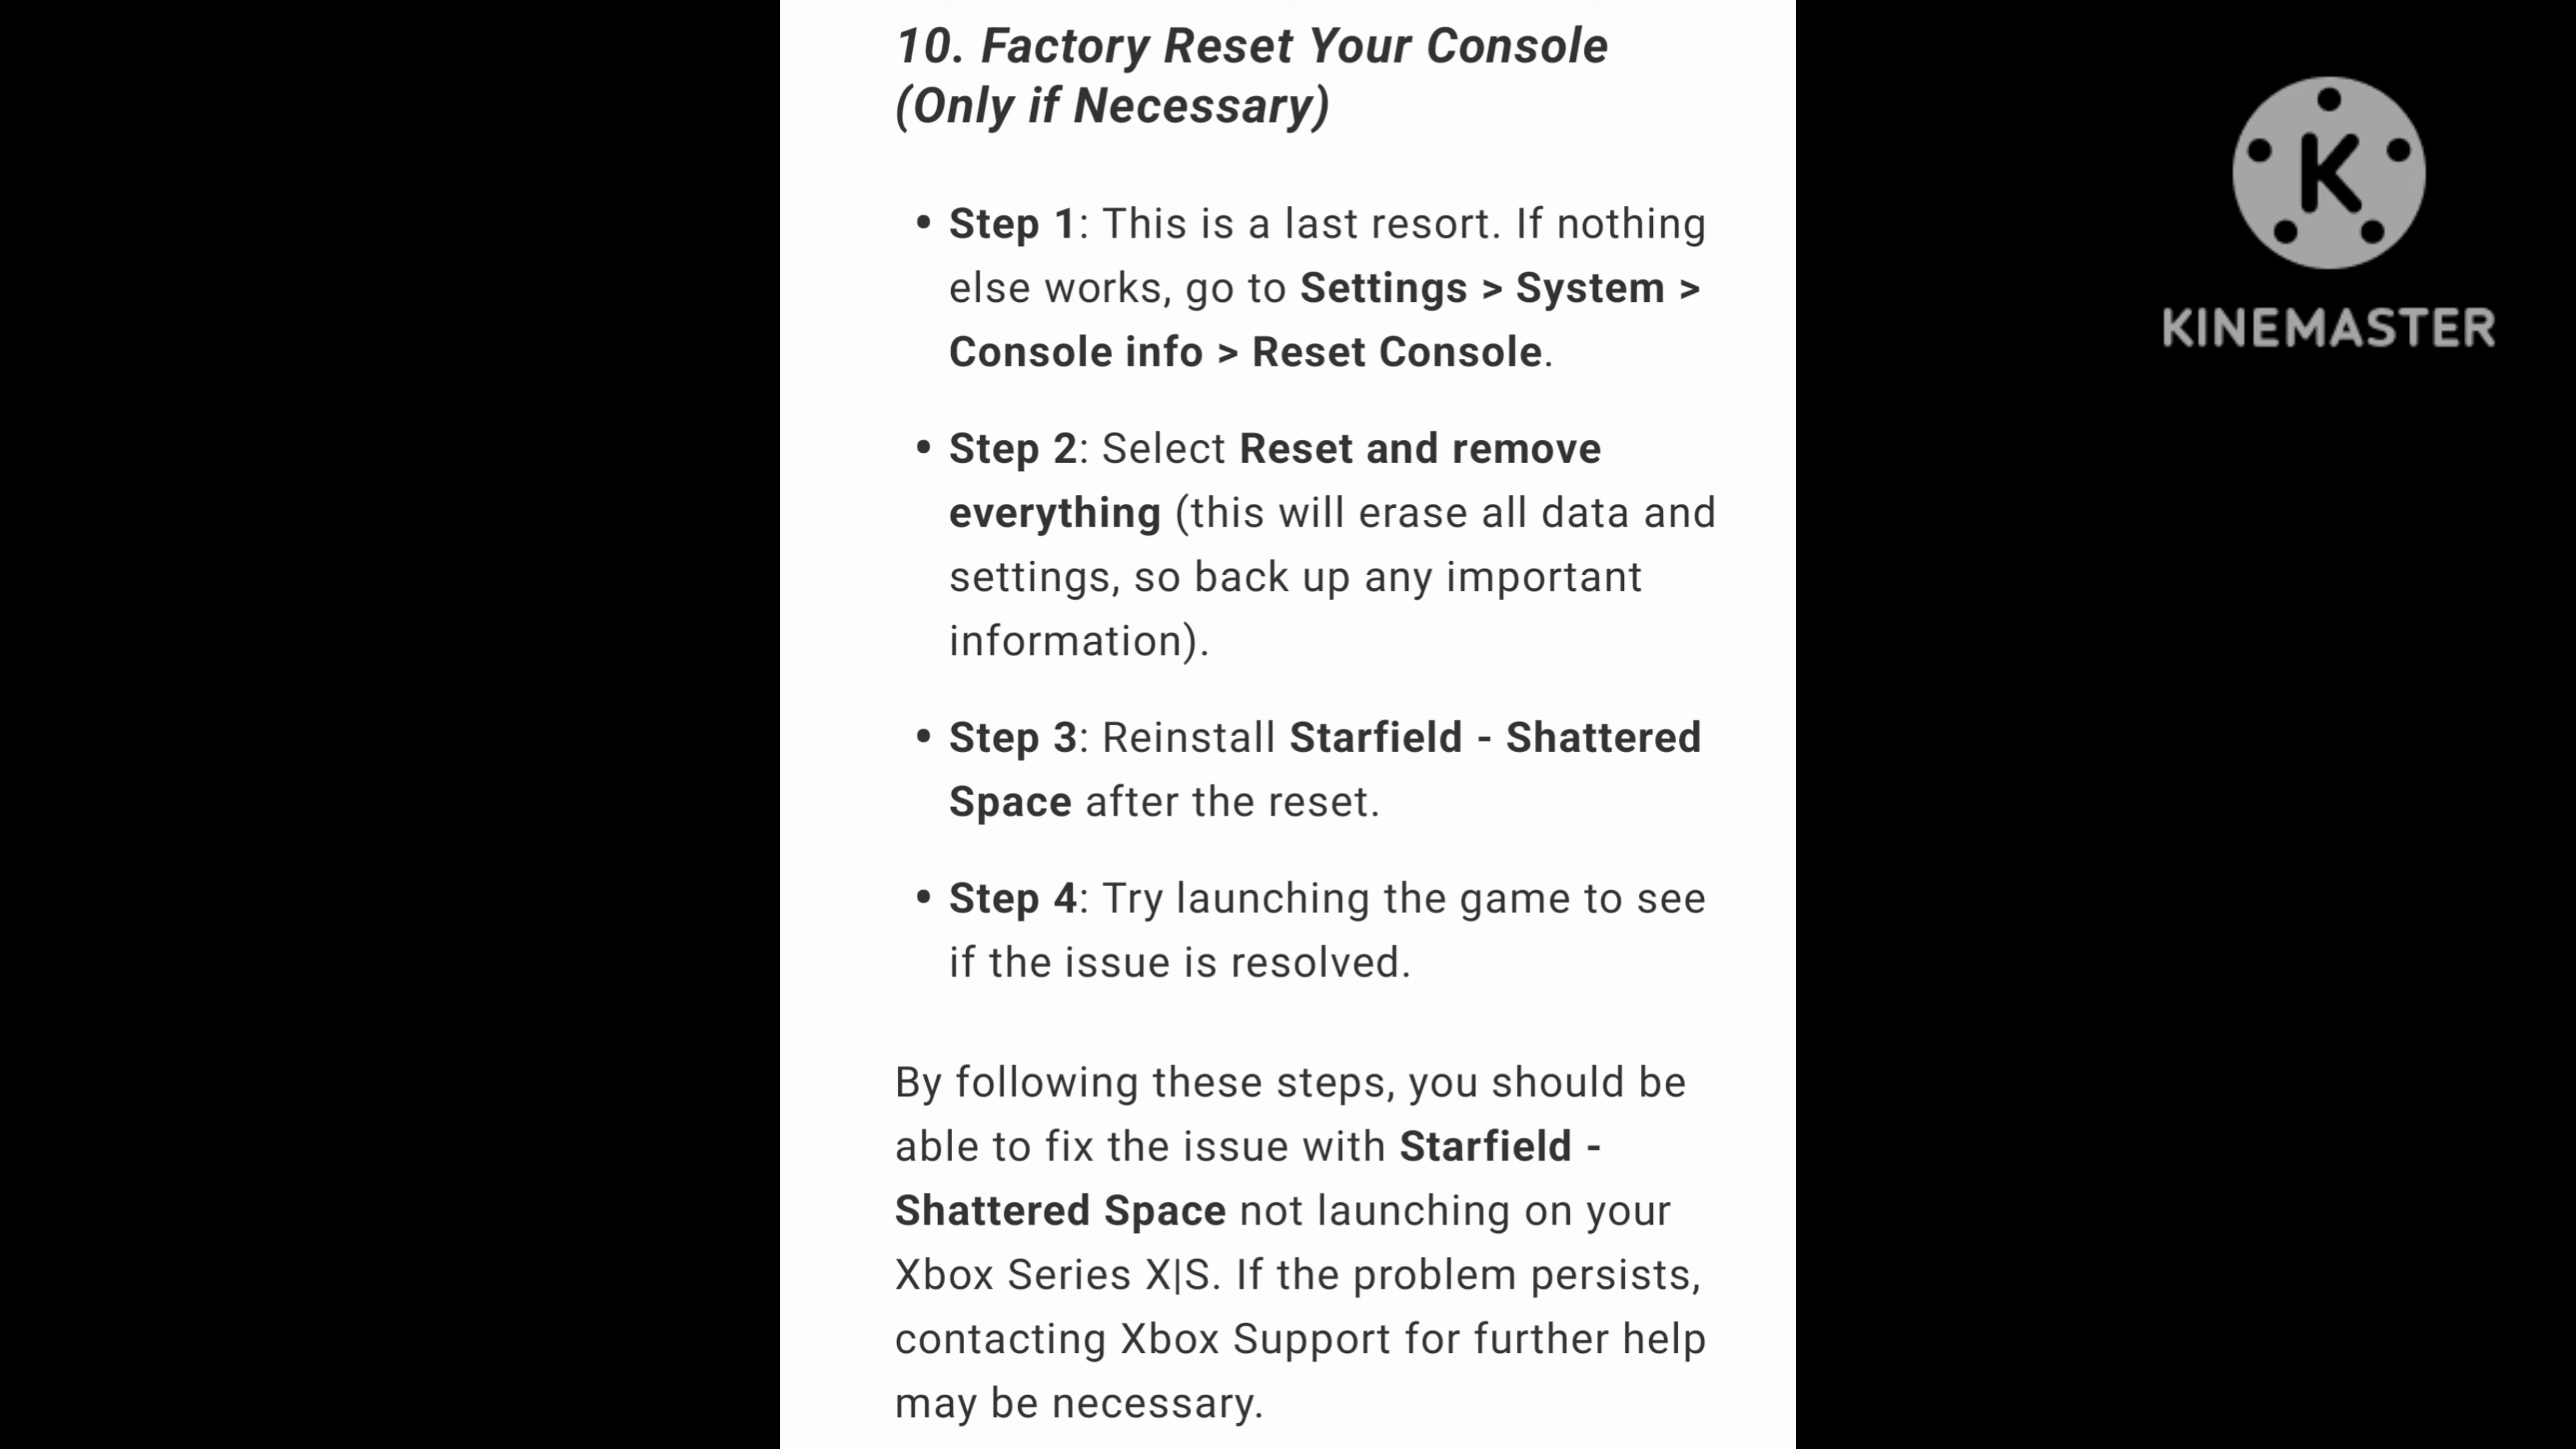 10. Factory Reset Your Console
(Only if Necessary)
• Step 1: This is a last resort. If nothing
else works, go to Settings > System >
Console info > Reset Console.
• Step 2: Select Reset and remove
everything (this will erase all data and
settings, so back up any important
information).
• Step 3: Reinstall Starfield - Shattered
Space after the reset.
• Step 4: Try launching the game to see
if the issue is resolved.
By following these steps, you should be
able to fix the issue with Starfield -
Shattered Space not launching on your
Xbox Series X|S. If the problem persists,
contacting Xbox Support for further help
may be necessary.
K
KINEMASTER